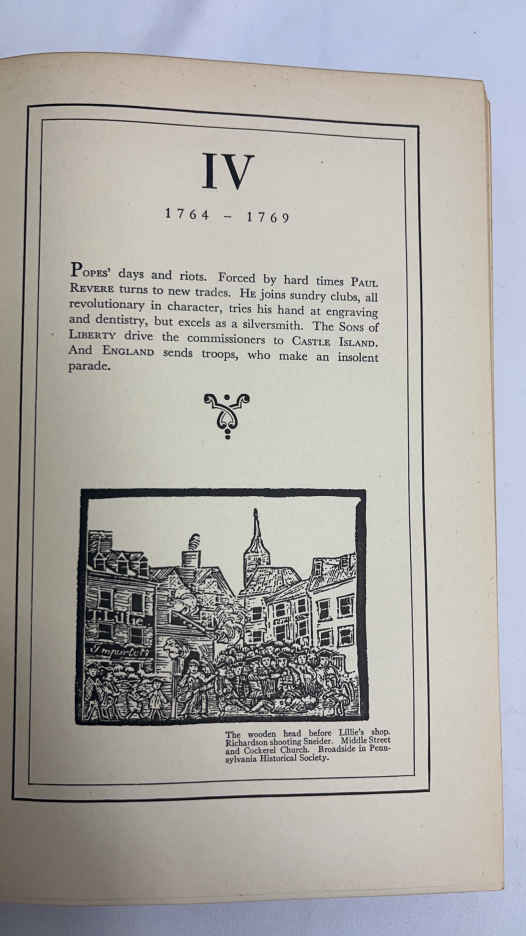 IV
1764 – 1769
POPES' days and riots. Forced by hard times PAUL
REVERE turns to new trades. HE joins sundry clubs, all
revolutionary in character, tries his hand at engraving
and dentistry, but excels as a silversmith. The SONS of
LIBERTY drive the commissioners to CASTLE ISLAND.
And ENGLAND sends troops, who make an insolent
parade.
Lillie
Importer
The wooden head before Lillie's shop.
Richardson shooting Sneider. Middle Street
and Cockerel Church. Broadside in Penn-
sylvania Historical Society.